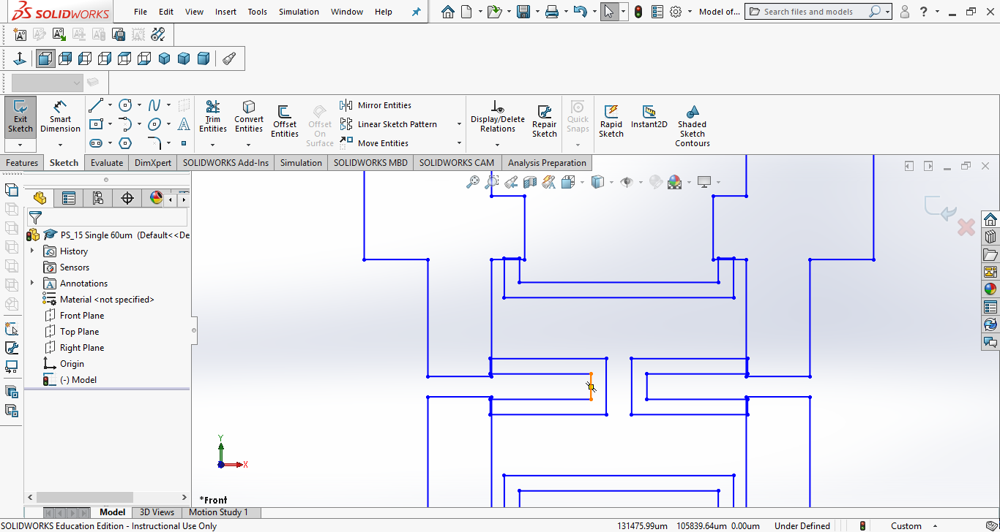 SOLIDWORKS
File Edit View Insert Tools Simulation Window Help
Model of...
Search files and models
?
Exit Sketch
Smart Dimension
Trim Entities
Convert Entities
Offset Entities
Offset On Surface
Mirror Entities
Linear Sketch Pattern
Move Entities
Display/Delete Relations
Repair Sketch
Quick Snaps
Rapid Sketch
Instant2D
Shaded Sketch Contours
Features Sketch Evaluate DimXpert SOLIDWORKS Add-Ins Simulation SOLIDWORKS MBD SOLIDWORKS CAM Analysis Preparation
PS_15 Single 60um (Default<<De
History
Sensors
Annotations
Material <not specified>
Front Plane
Top Plane
Right Plane
Origin
(-) Model
Y
X
*Front
Model 3D Views Motion Study 1
SOLIDWORKS Education Edition - Instructional Use Only
131475.99um 105839.64um 0.00um Under Defined Custom